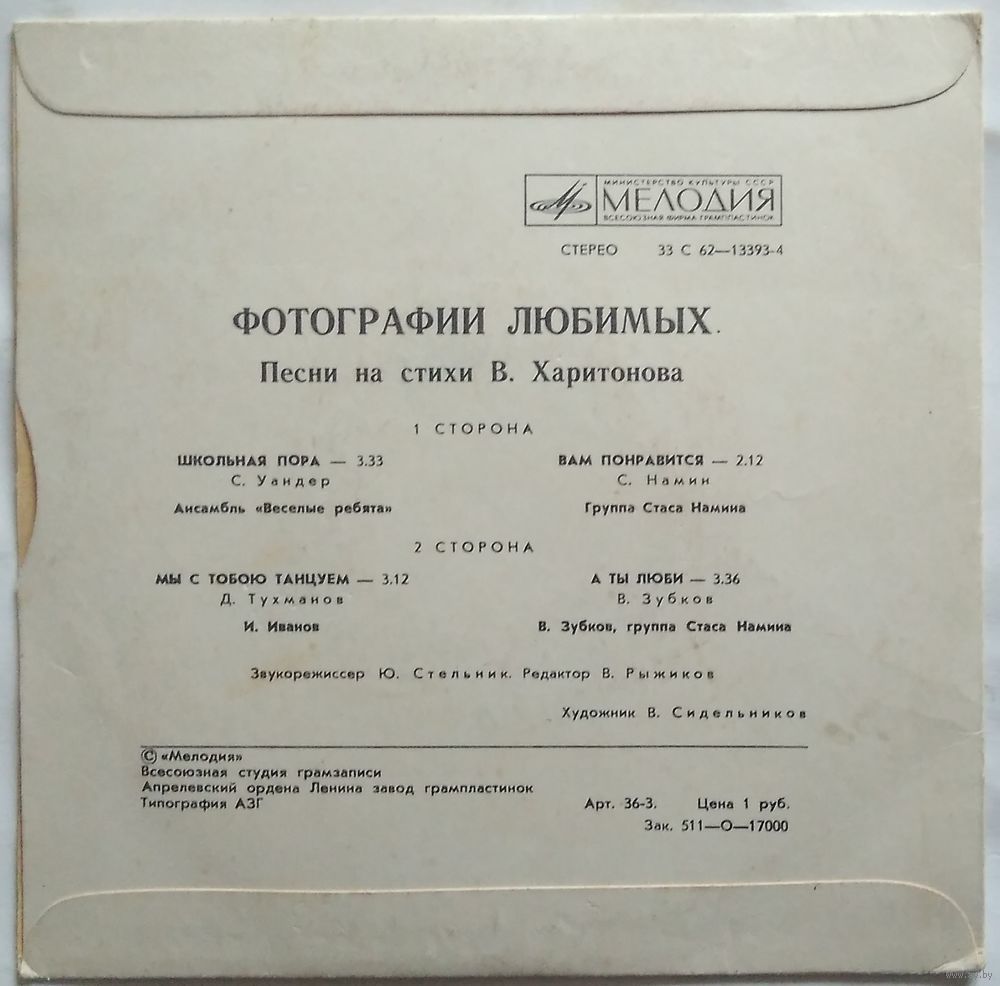 МИНИСТЕРСТВО КУЛЬТУРЫ СССР
МЕЛОДИЯ
ВСЕСОЮЗНАЯ ФИРМА ГРАМПЛАСТИНОК
СТЕРЕО 33 С 62—13393-4
ФОТОГРАФИИ ЛЮБИМЫХ.
Песни на стихи В. Харитонова
1 СТОРОНА
ШКОЛЬНАЯ ПОРА — 3.33
С. Уандер
Ансамбль «Веселые ребята»
ВАМ ПОНРАВИТСЯ — 2.12
С. Намин
Группа Стаса Намина
2 СТОРОНА
МЫ С ТОБОЮ ТАНЦУЕМ — 3.12
Д. Тухманов
И. Иванов
А ТЫ ЛЮБИ — 3.36
В. Зубков
В. Зубков, группа Стаса Намина
Звукорежиссер Ю. Стельник. Редактор В. Рыжиков
Художник В. Сидельников
© «Мелодия»
Всесоюзная студия грамзаписи
Апрелевский ордена Ленина завод грампластинок
Типография АЗГ Арт. 36-3. Цена 1 руб.
Зак. 511—О—17000